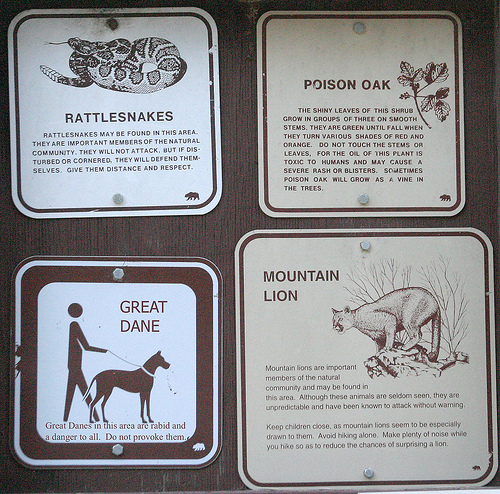 RATTLESNAKES
RATTLESNAKES MAY BE FOUND IN THIS AREA.
THEY ARE IMPORTANT MEMBERS OF THE NATURAL
COMMUNITY. THEY WILL NOT ATTACK, BUT IF DIS-
TURBED OR CORNERED, THEY WILL DEFEND THEM-
SELVES. GIVE THEM DISTANCE AND RESPECT.
POISON OAK
THE SHINY LEAVES OF THIS SHRUB
GROW IN GROUPS OF THREE ON SMOOTH
STEMS. THEY ARE GREEN UNTIL FALL WHEN
THEY TURN VARIOUS SHADES OF RED AND
ORANGE. DO NOT TOUCH THE STEMS OR
LEAVES, FOR THE OIL OF THIS PLANT IS
TOXIC TO HUMANS AND MAY CAUSE A
SEVERE RASH OR BLISTERS. SOMETIMES
POISON OAK WILL GROW AS A VINE IN
THE TREES.
GREAT
DANE
Great Danes in this area are rabid and
a danger to all. Do not provoke them.
MOUNTAIN
LION
Mountain lions are important
members of the natural
community and may be found in
this area. Although these animals are seldom seen, they are
unpredictable and have been known to attack without warning.
Keep children close, as mountain lions seem to be especially
drawn to them. Avoid hiking alone. Make plenty of noise while
you hike so as to reduce the chances of surprising a lion.